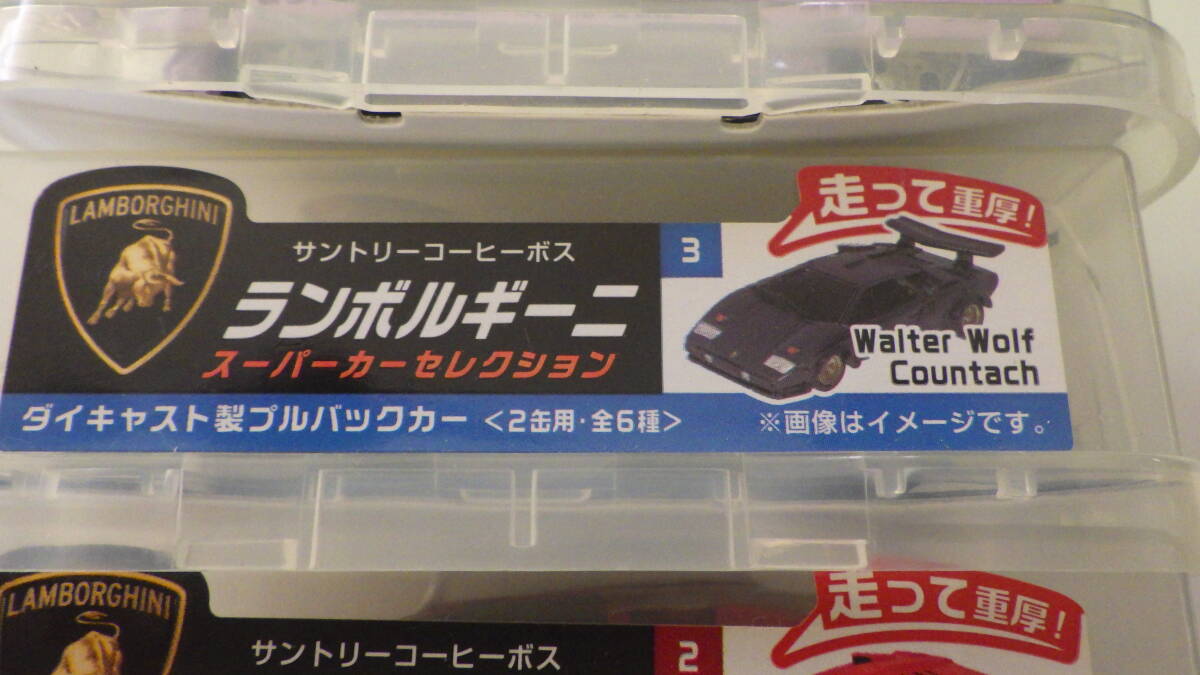 LAMBORGHINI
サントリーコーヒーボス
ランボルギーニ
スーパーカーセレクション
3
走って重厚!
Walter Wolf
Countach
ダイキャスト製プルバックカー <2缶用・全6種>
※画像はイメージです。
LAMBORGHINI
サントリーコーヒーボス
2
走って重厚!